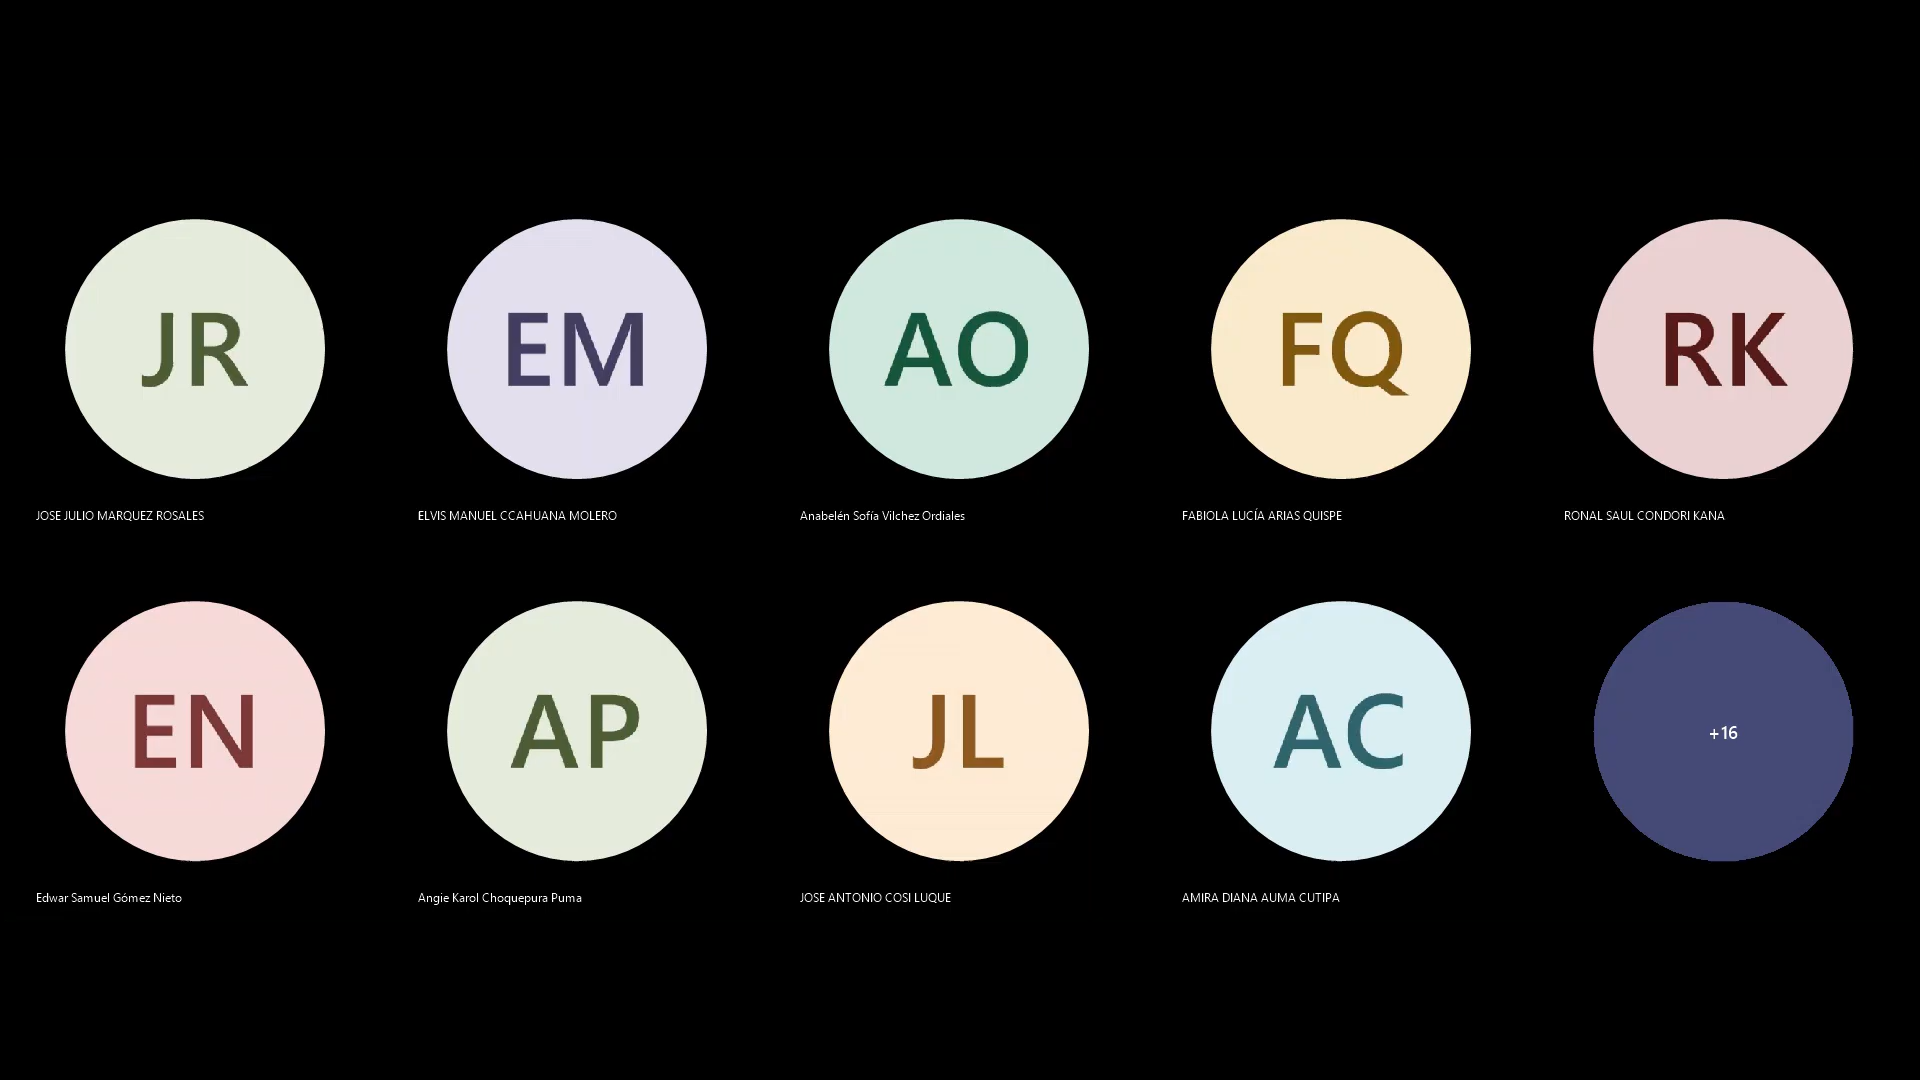 JR
EM
AO
FQ
RK
JOSE JULIO MARQUEZ ROSALES
ELVIS MANUEL CCAHUANA MOLERO
Anabelén Sofía Vilchez Ordiales
FABIOLA LUCÍA ARIAS QUISPE
RONAL SAUL CONDORI KANA
EN
AP
JL
AC
+16
Edwar Samuel Gómez Nieto
Angie Karol Choquepura Puma
JOSE ANTONIO COSI LUQUE
AMIRA DIANA AUMA CUTIPA